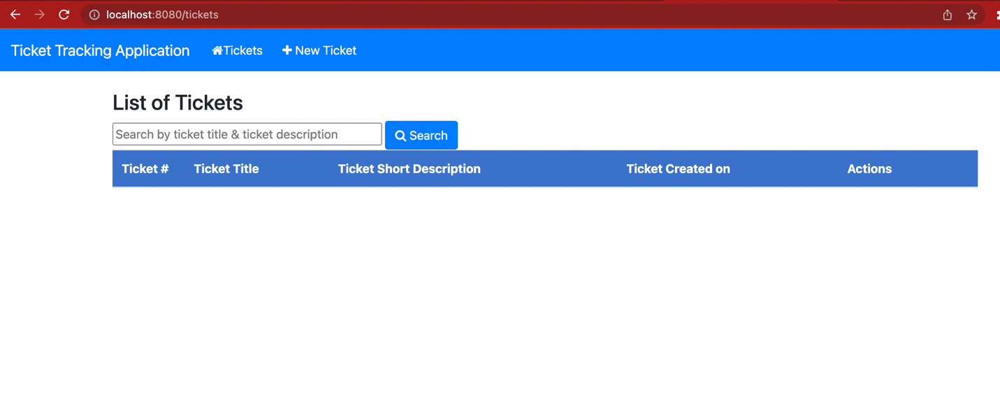 localhost:8080/tickets
Ticket Tracking Application Tickets New Ticket
List of Tickets
Search by ticket title & ticket description Search
Ticket # Ticket Title Ticket Short Description Ticket Created on Actions